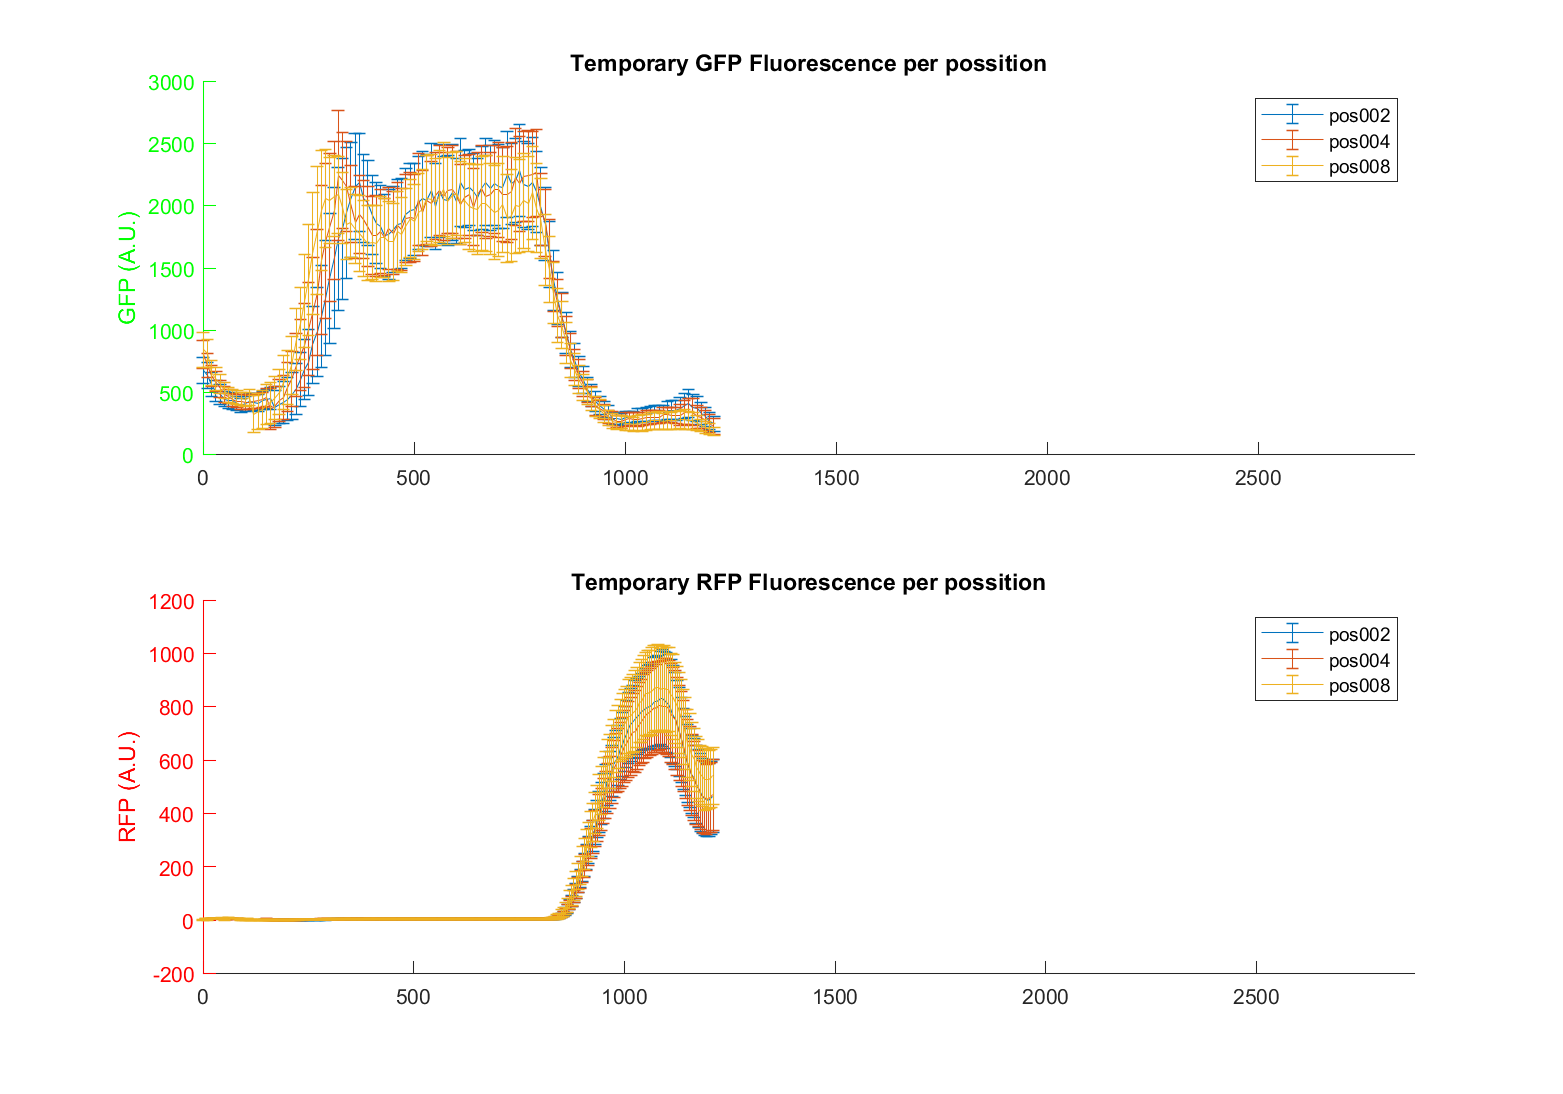 Temporary GFP Fluorescence per possition
3000
2500
2000
1500
1000
500
0
GFP (A.U.)
0 500 1000 1500 2000 2500
pos002
pos004
pos008
Temporary RFP Fluorescence per possition
1200
1000
800
600
400
200
0
-200
RFP (A.U.)
0 500 1000 1500 2000 2500
pos002
pos004
pos008